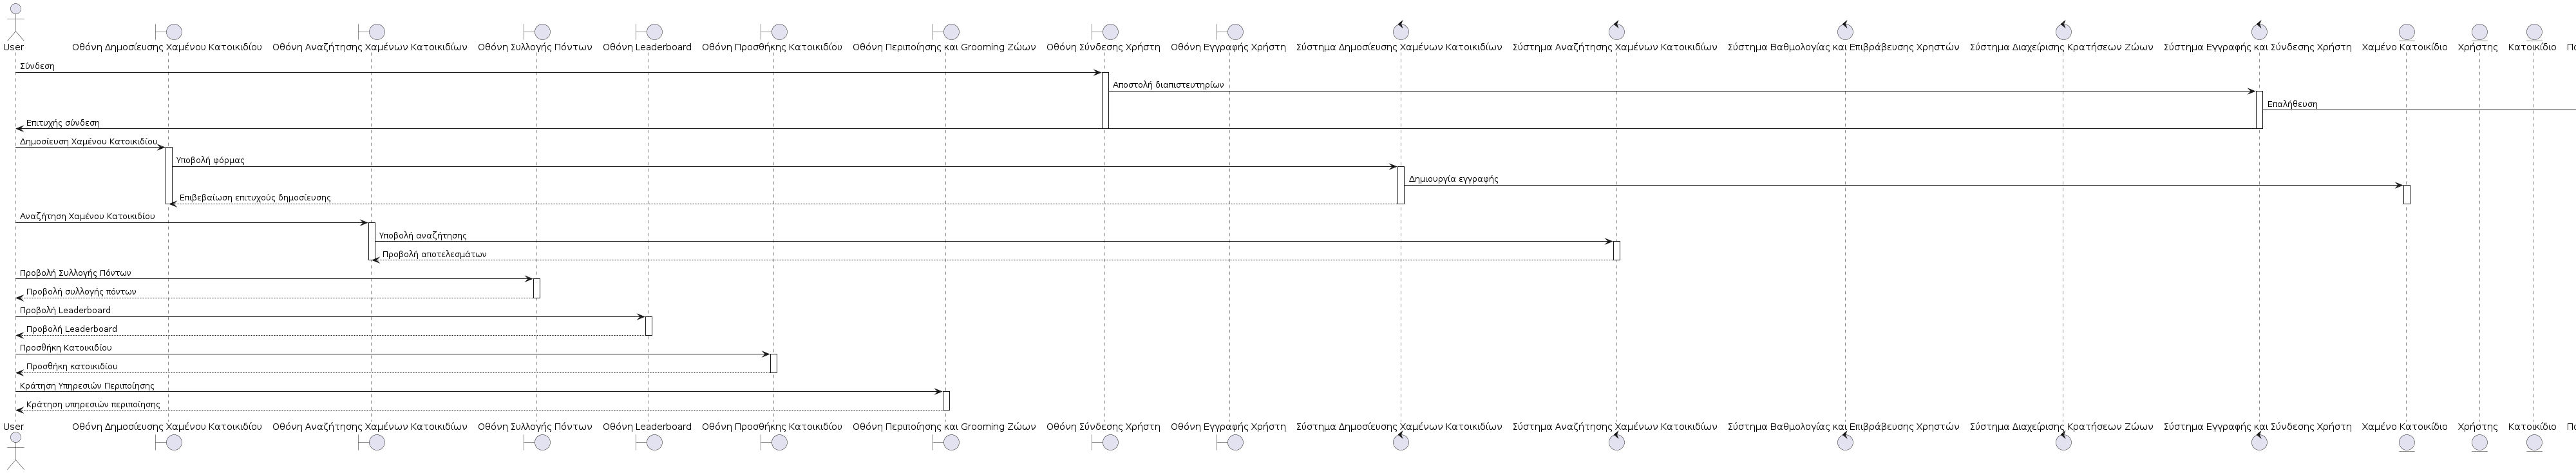 User
Οθόνη Δημοσίευσης Χαμένου Κατοικιδίου
Οθόνη Αναζήτησης Χαμένων Κατοικιδίων
Οθόνη Συλλογής Πόντων
Οθόνη Leaderboard
Οθόνη Προσθήκης Κατοικιδίου
Οθόνη Περιποίησης και Grooming Ζώων
Οθόνη Σύνδεσης Χρήστη
Οθόνη Εγγραφής Χρήστη
Σύστημα Δημοσίευσης Χαμένων Κατοικιδίων
Σύστημα Αναζήτησης Χαμένων Κατοικιδίων
Σύστημα Βαθμολογίας και Επιβράβευσης Χρηστών
Σύστημα Διαχείρισης Κρατήσεων Ζώων
Σύστημα Εγγραφής και Σύνδεσης Χρήστη
Χαμένο Κατοικίδιο
Χρήστης
Κατοικίδιο
Σύνδεση
Αποστολή διαπιστευτηρίων
Επαλήθευση
Επιτυχής σύνδεση
Δημοσίευση Χαμένου Κατοικιδίου
Υποβολή φόρμας
Δημιουργία εγγραφής
Επιβεβαίωση επιτυχούς δημοσίευσης
Αναζήτηση Χαμένου Κατοικιδίου
Υποβολή αναζήτησης
Προβολή αποτελεσμάτων
Προβολή Συλλογής Πόντων
Προβολή συλλογής πόντων
Προβολή Leaderboard
Προβολή Leaderboard
Προσθήκη Κατοικιδίου
Προσθήκη κατοικιδίου
Κράτηση Υπηρεσιών Περιποίησης
Κράτηση υπηρεσιών περιποίησης
User
Οθόνη Δημοσίευσης Χαμένου Κατοικιδίου
Οθόνη Αναζήτησης Χαμένων Κατοικιδίων
Οθόνη Συλλογής Πόντων
Οθόνη Leaderboard
Οθόνη Προσθήκης Κατοικιδίου
Οθόνη Περιποίησης και Grooming Ζώων
Οθόνη Σύνδεσης Χρήστη
Οθόνη Εγγραφής Χρήστη
Σύστημα Δημοσίευσης Χαμένων Κατοικιδίων
Σύστημα Αναζήτησης Χαμένων Κατοικιδίων
Σύστημα Βαθμολογίας και Επιβράβευσης Χρηστών
Σύστημα Διαχείρισης Κρατήσεων Ζώων
Σύστημα Εγγραφής και Σύνδεσης Χρήστη
Χαμένο Κατοικίδιο
Χρήστης
Κατοικίδιο